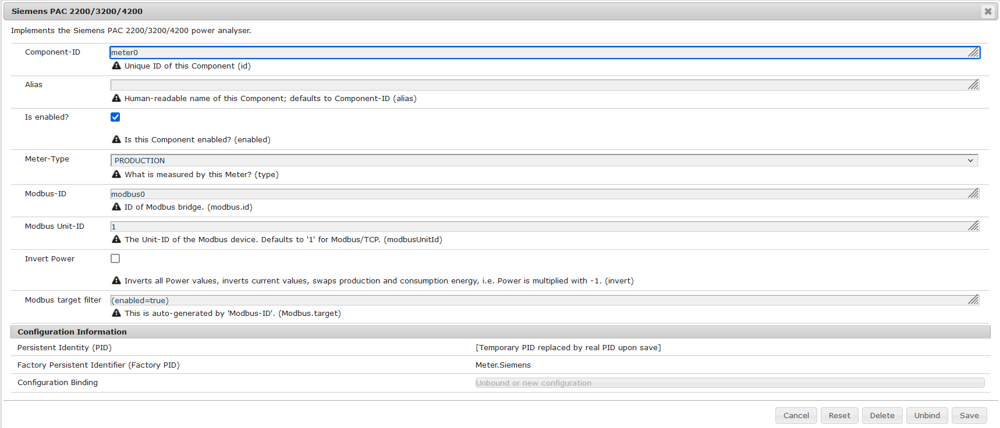 Siemens PAC 2200/3200/4200
Implements the Siemens PAC 2200/3200/4200 power analyser.
Component-ID
meter0
Unique ID of this Component (id)
Alias
Human-readable name of this Component; defaults to Component-ID (alias)
Is enabled?
Is this Component enabled? (enabled)
Meter-Type
PRODUCTION
What is measured by this Meter? (type)
Modbus-ID
modbus0
ID of Modbus bridge. (modbus.id)
Modbus Unit-ID
1
The Unit-ID of the Modbus device. Defaults to '1' for Modbus/TCP. (modbusUnitId)
Invert Power
Inverts all Power values, inverts current values, swaps production and consumption energy, i.e. Power is multiplied with -1. (invert)
Modbus target filter
(enabled=true)
This is auto-generated by 'Modbus-ID'. (Modbus.target)
Configuration Information
Persistent Identity (PID)
[Temporary PID replaced by real PID upon save]
Factory Persistent Identifier (Factory PID)
Meter.Siemens
Configuration Binding
Unbound or new configuration
Cancel
Reset
Delete
Unbind
Save